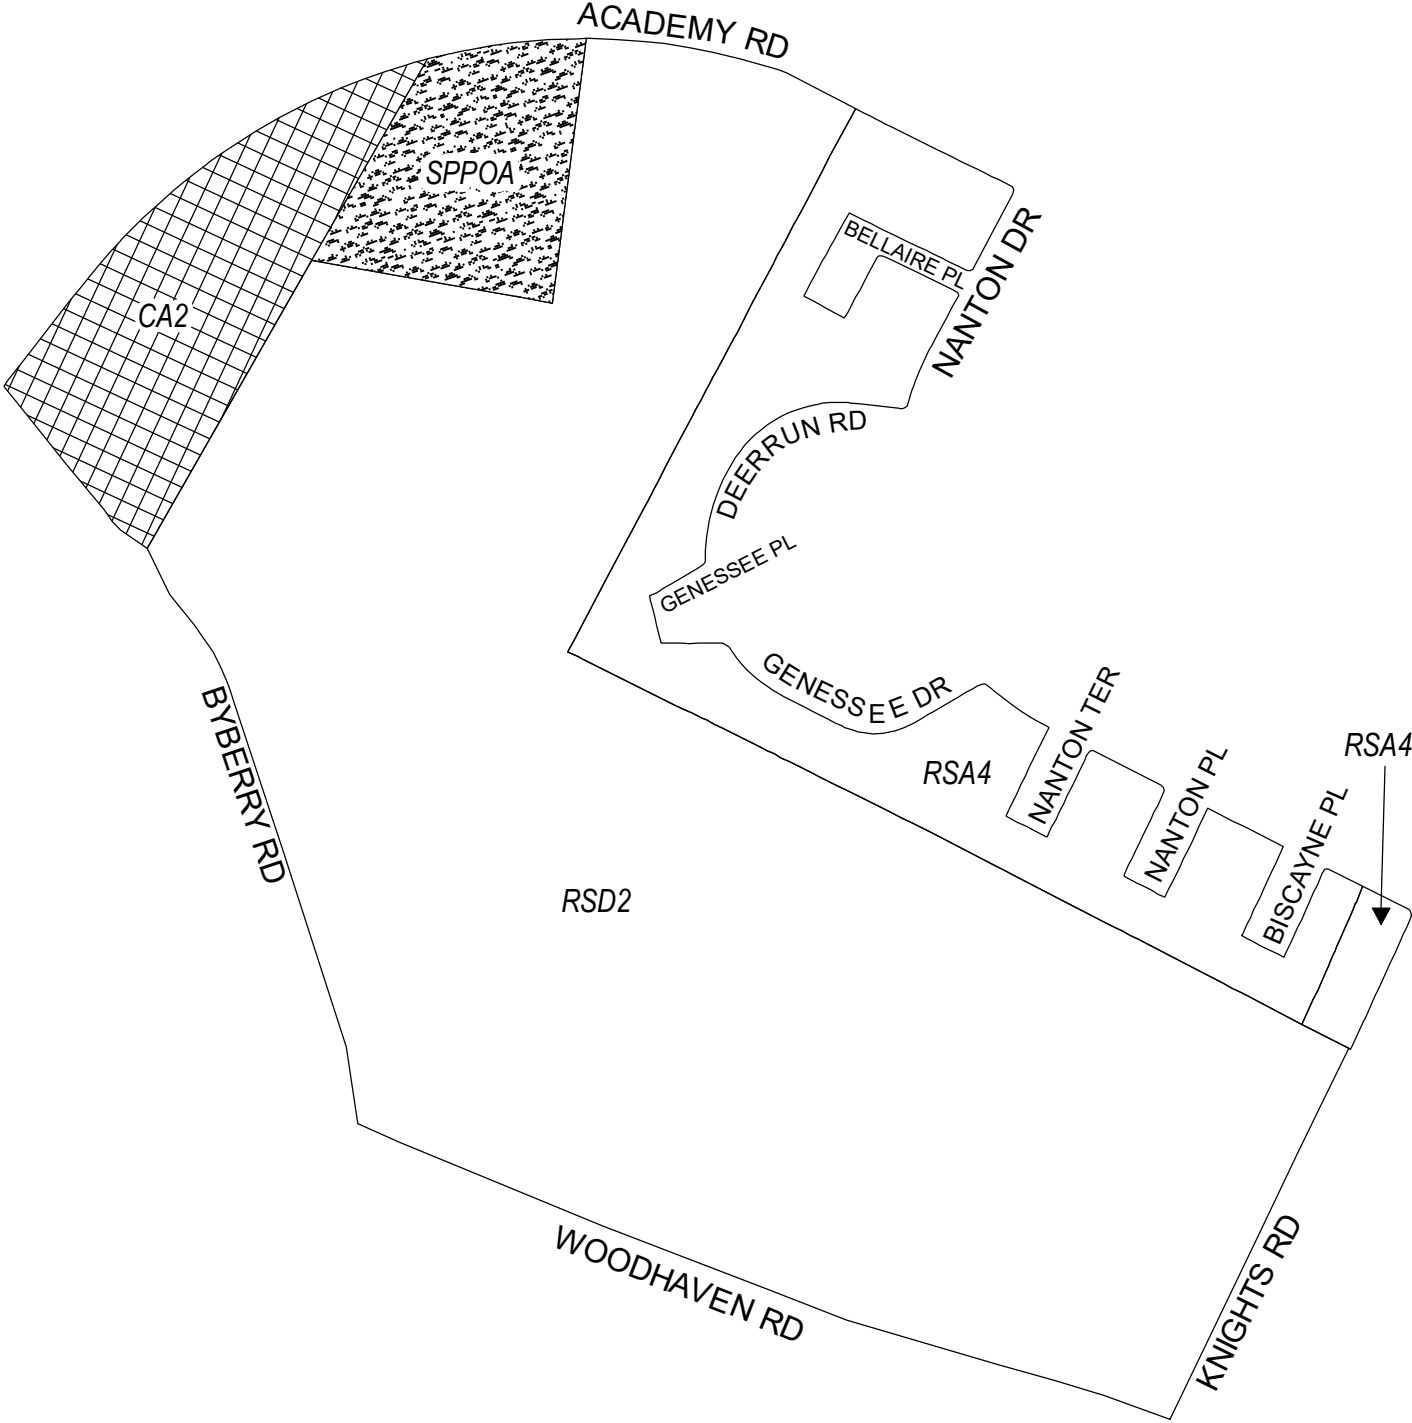 ACADEMY RD
SPPOA
NANTON DR
BELLAIRE PL
CA2
DEERRUN RD
GENESSEE PL
GENESSEE DR
NANTON TER
RSA4
BYBERRY RD
RSA4
NANTON PL
BISCAYNE PL
RSD2
WOODHAVEN RD
KNIGHTS RD